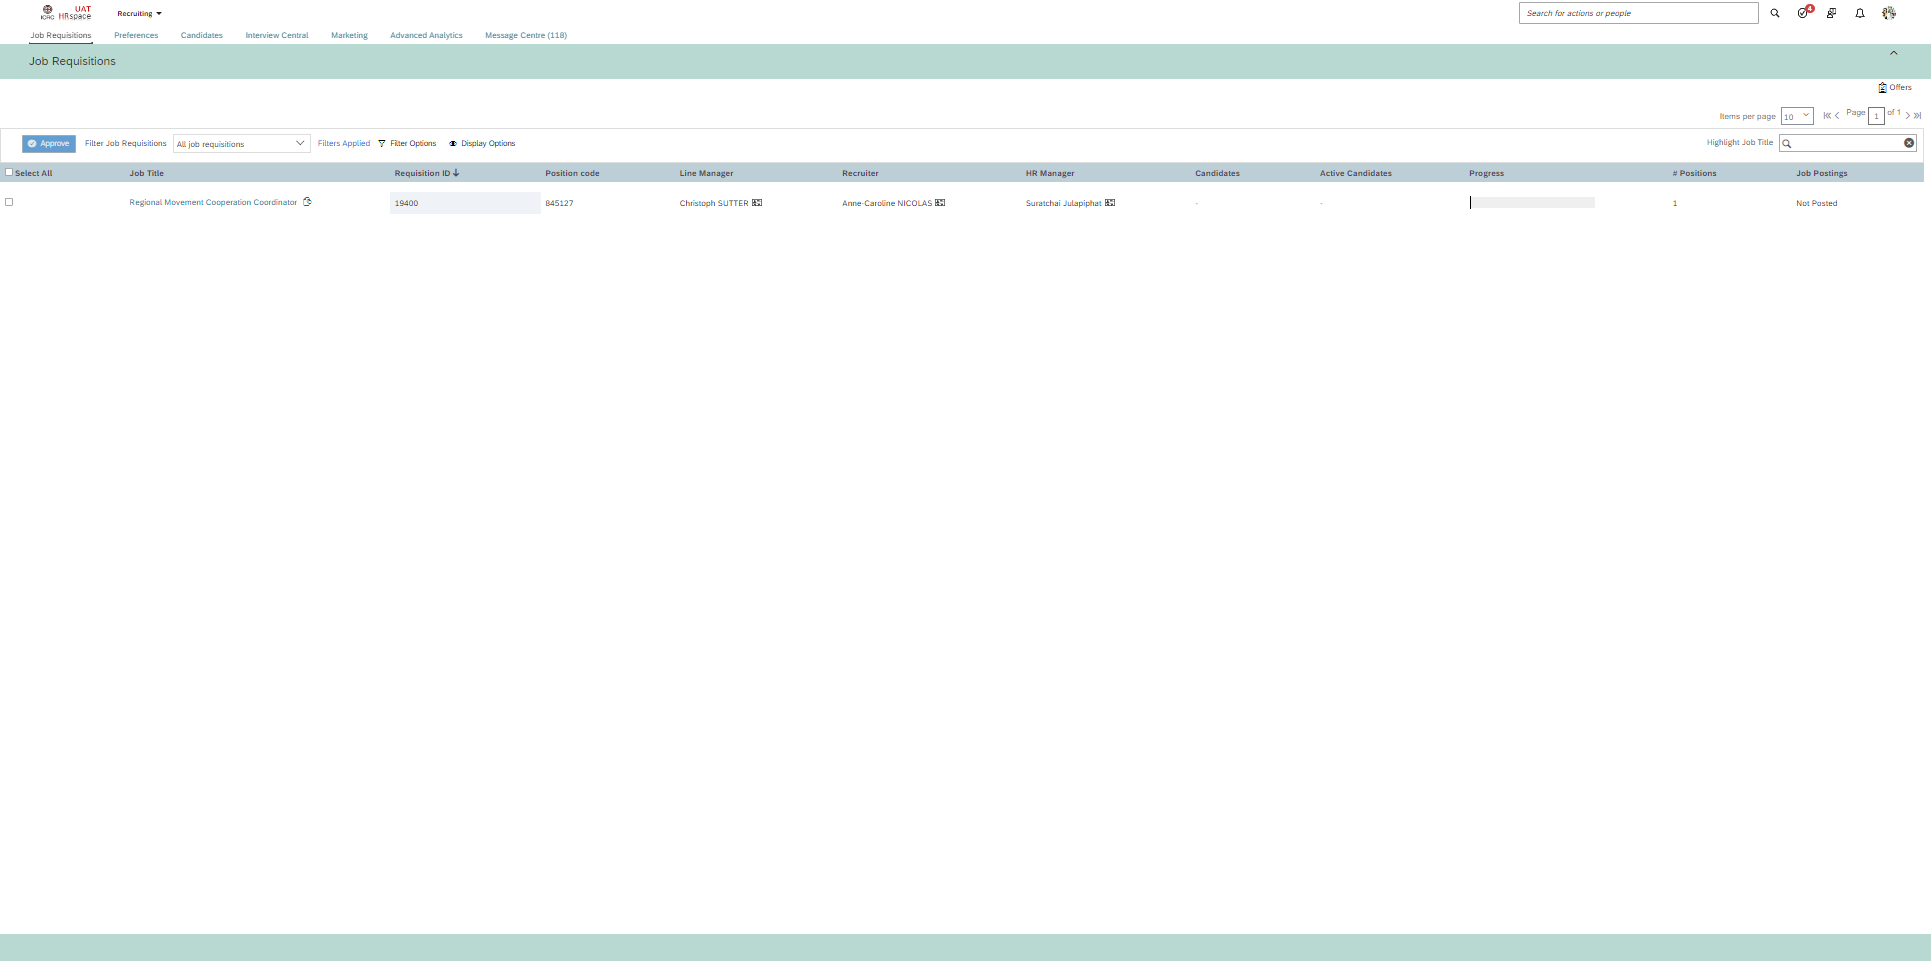 ICRC UAT HRspace Recruiting Search for actions or people 4
Job Requisitions Preferences Candidates Interview Central Marketing Advanced Analytics Message Centre (118)
Job Requisitions
Offers
Items per page 10 Page 1 of 1
Approve Filter Job Requisitions All job requisitions Filters Applied Filter Options Display Options Highlight Job Title
Select All Job Title Requisition ID Position code Line Manager Recruiter HR Manager Candidates Active Candidates Progress # Positions Job Postings
Regional Movement Cooperation Coordinator 19400 845127 Christoph SUTTER Anne-Caroline NICOLAS Suratchai Julapiphat - - 1 Not Posted